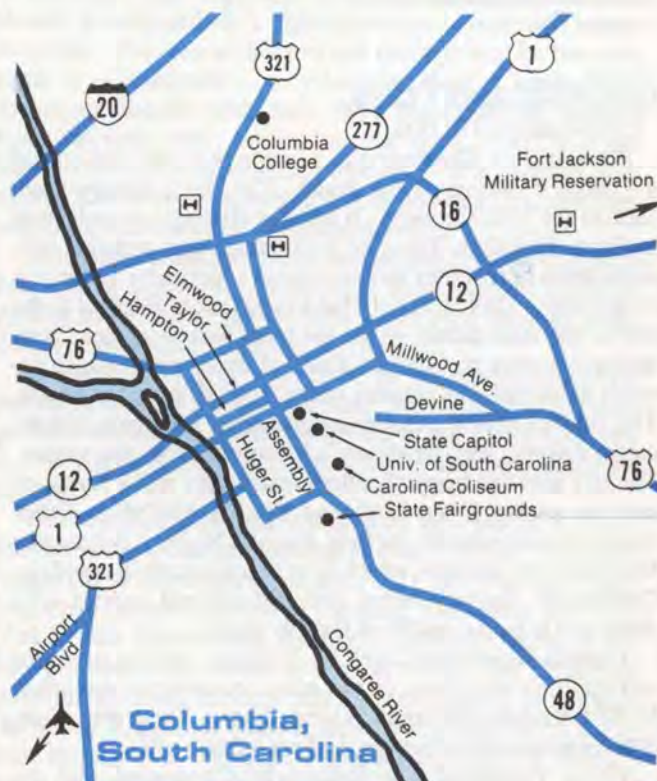 321
1
20
277
Columbia
College
Fort Jackson
Military Reservation
H
16
H
H
Elmwood
Taylor
Hampton
12
76
Millwood Ave.
Devine
Assembly
Huger St.
State Capitol
Univ. of South Carolina
Carolina Coliseum
State Fairgrounds
76
12
1
321
Airport
Blvd.
Congaree River
48
Columbia,
South Carolina